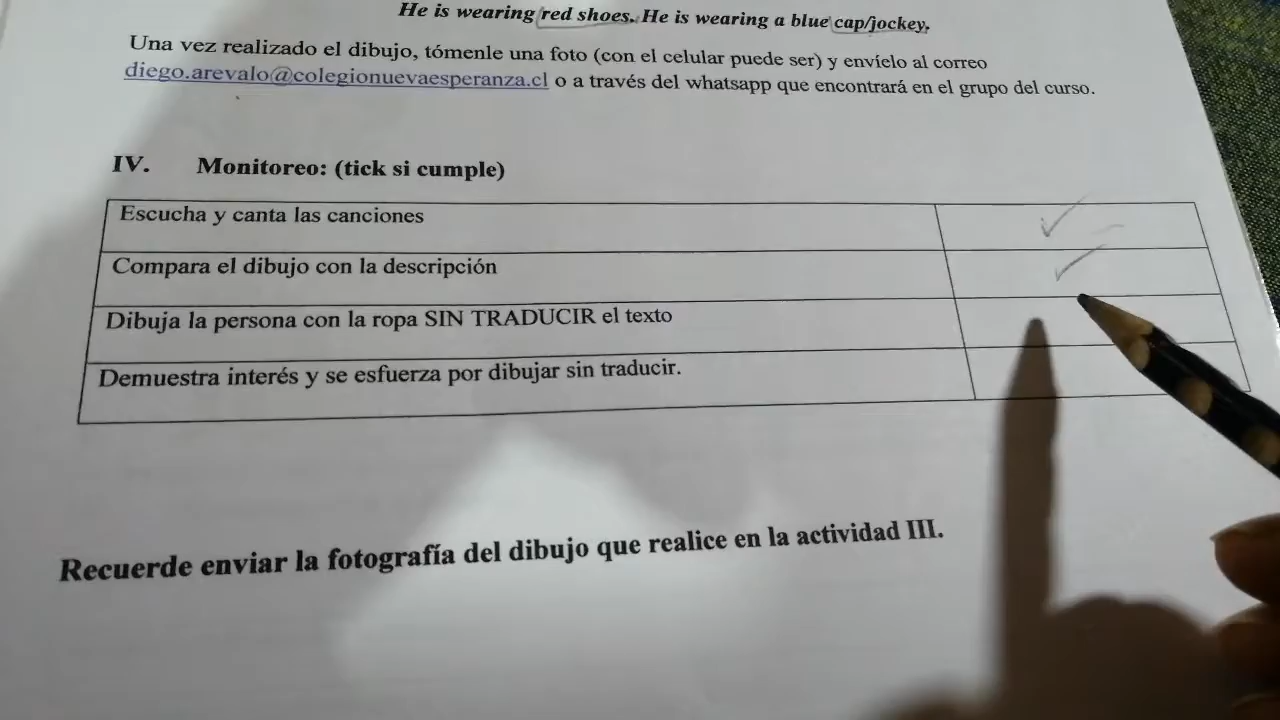 He is wearing red shoes. He is wearing a blue cap/jockey.
Una vez realizado el dibujo, tómenle una foto (con el celular puede ser) y envíelo al correo
diego.arevalo@colegionuevaesperanza.cl o a través del whatsapp que encontrará en el grupo del curso.
IV. Monitoreo: (tick si cumple)
Escucha y canta las canciones
Compara el dibujo con la descripción
Dibuja la persona con la ropa SIN TRADUCIR el texto
Demuestra interés y se esfuerza por dibujar sin traducir.
Recuerde enviar la fotografía del dibujo que realice en la actividad III.